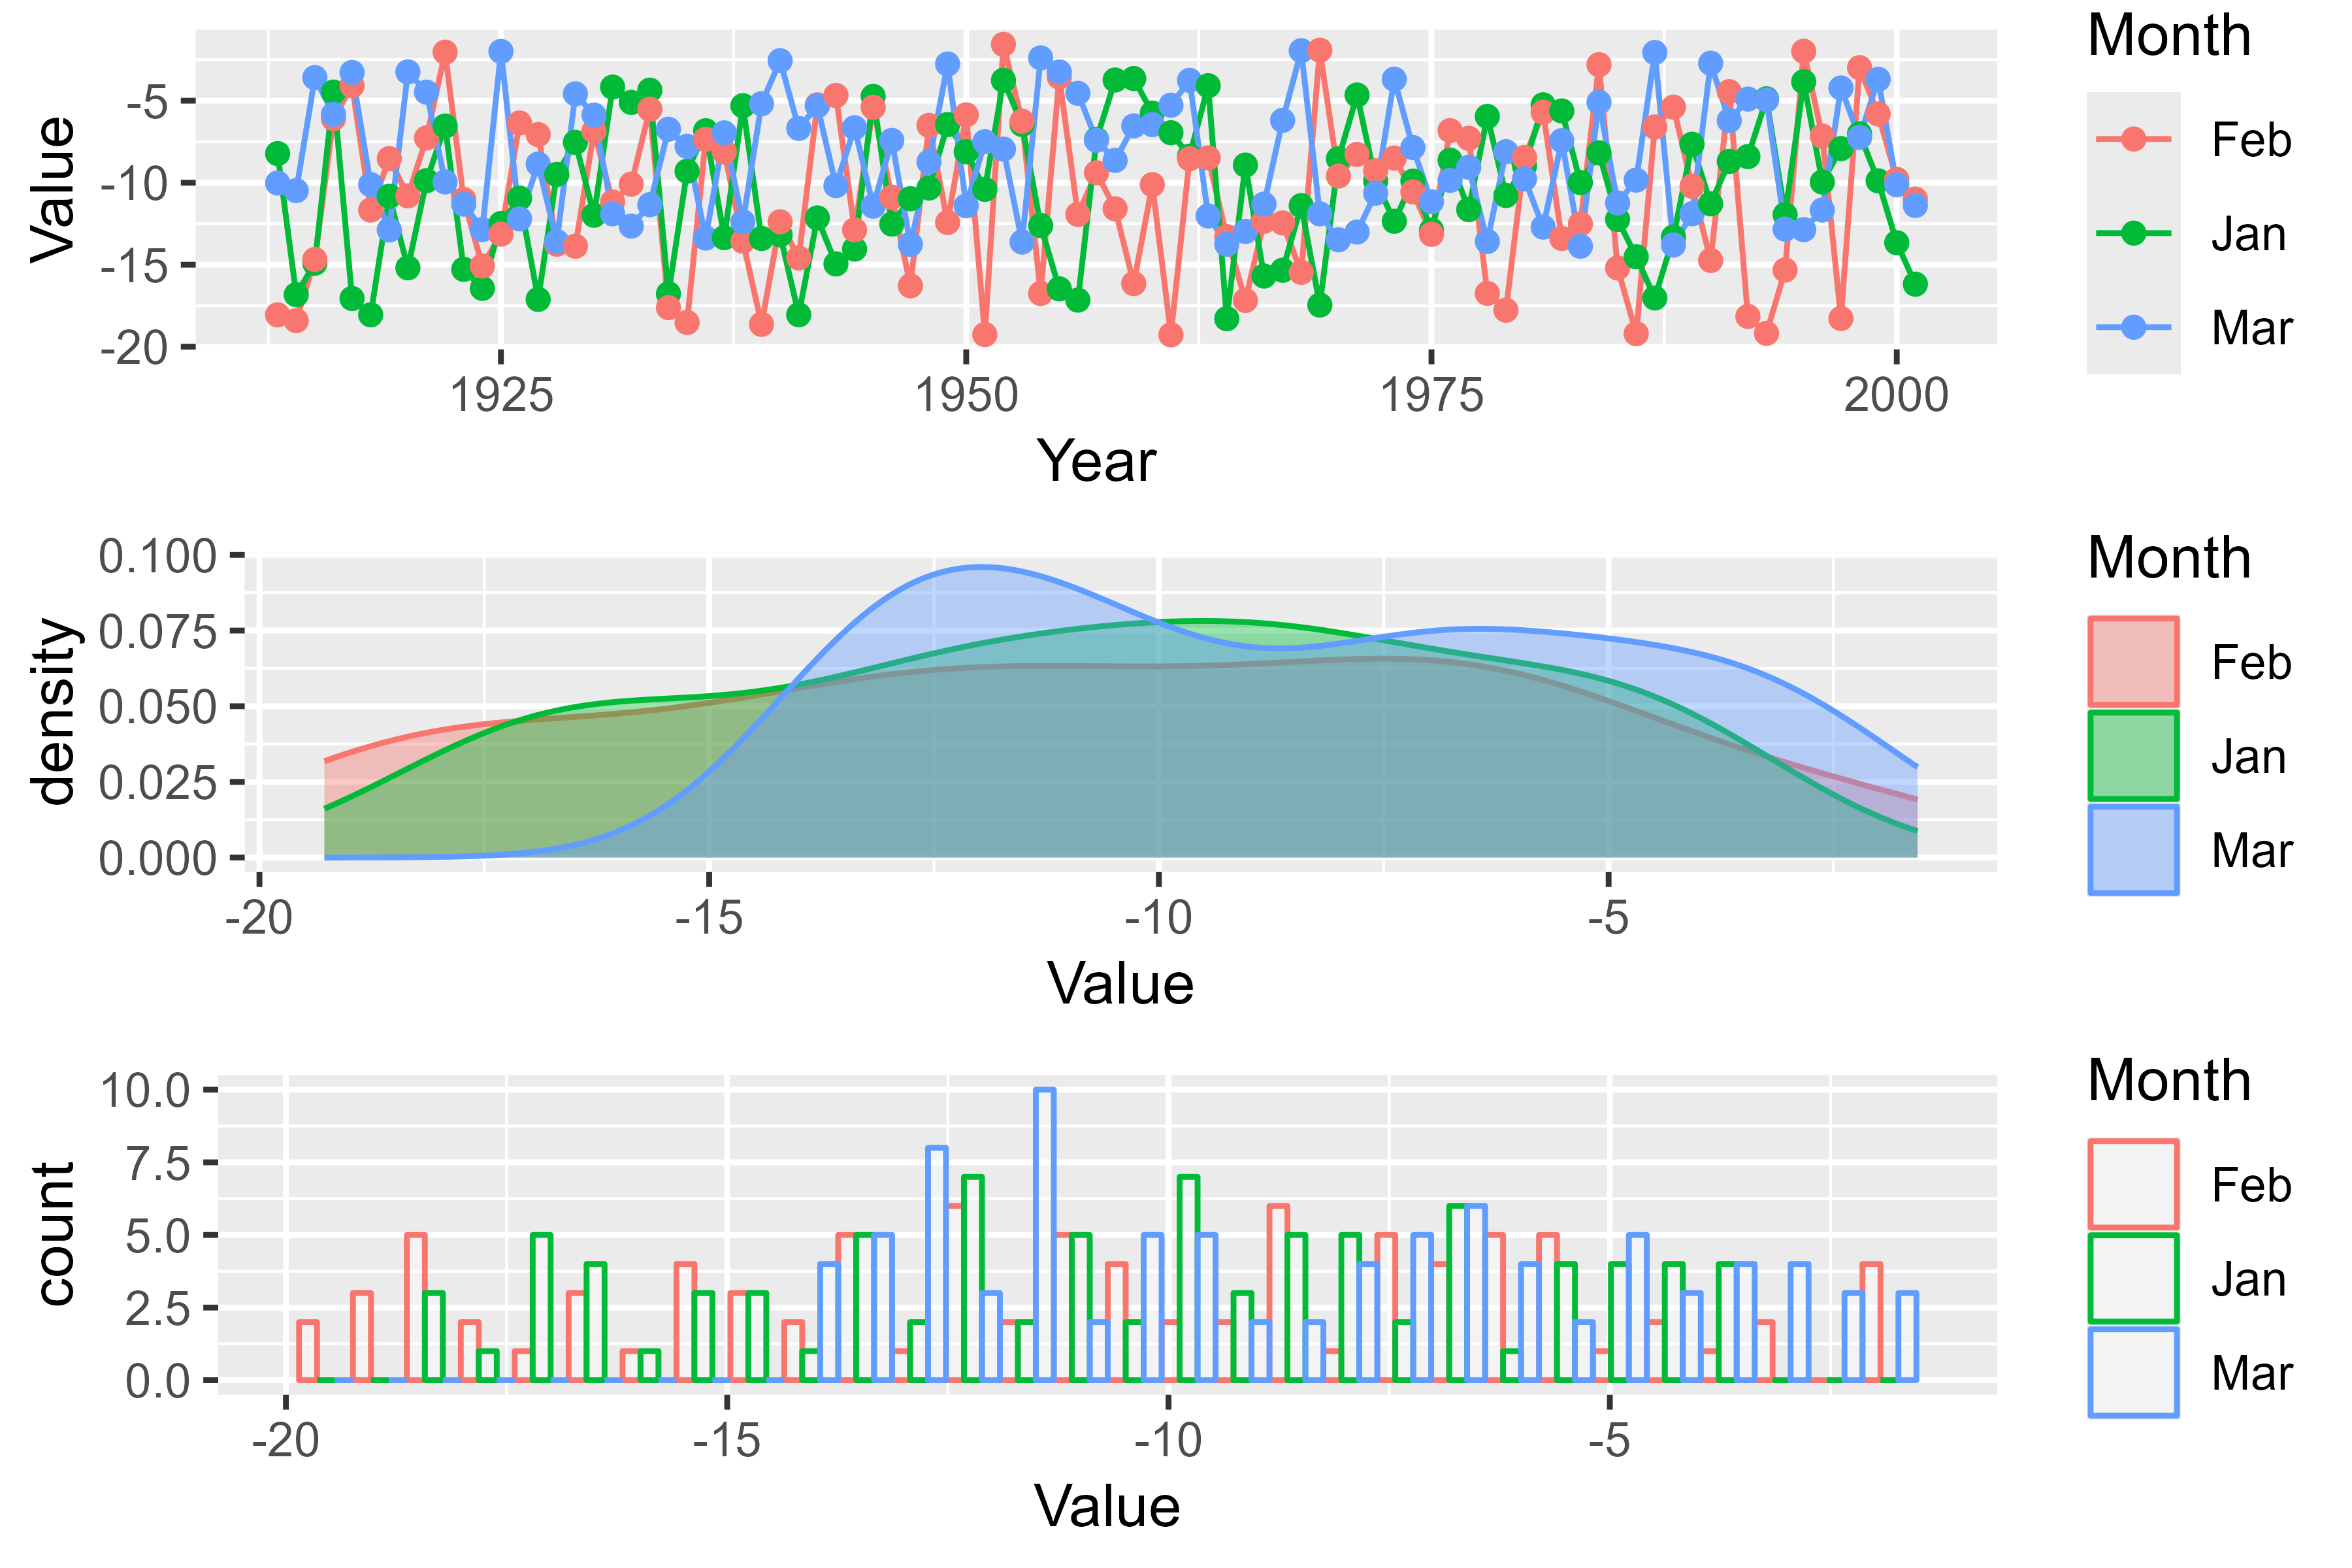 Value
-5
-10
-15
-20
1925 1950 1975 2000
Year
Month
Feb
Jan
Mar
density
0.100
0.075
0.050
0.025
0.000
-20 -15 -10 -5
Value
Month
Feb
Jan
Mar
count
10.0
7.5
5.0
2.5
0.0
-20 -15 -10 -5
Value
Month
Feb
Jan
Mar